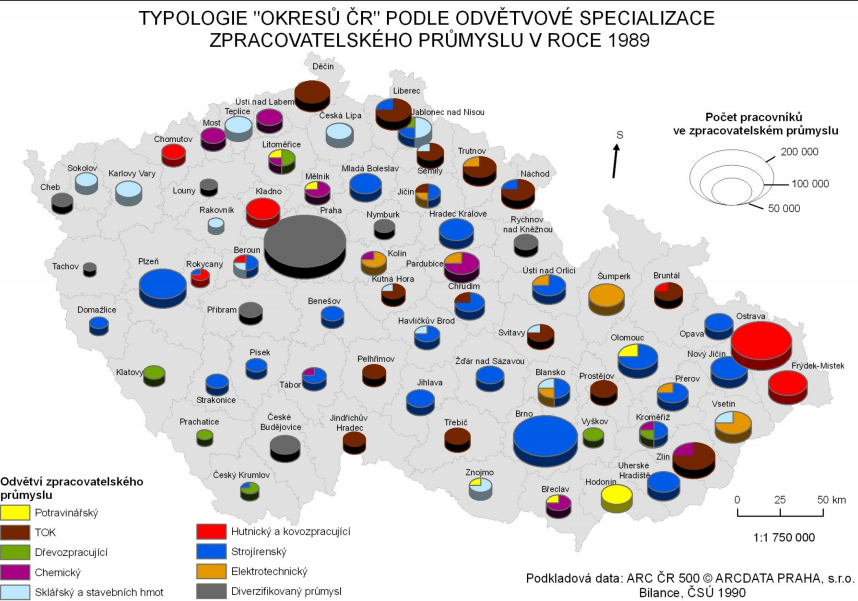 TYPOLOGIE "OKRESŮ ČR" PODLE ODVĚTVOVÉ SPECIALIZACE
ZPRACOVATELSKÉHO PRŮMYSLU V ROCE 1989
Děčín
Liberec
Ústí nad Labem
Teplice
Česká Lípa
Jablonec nad Nisou
Most
Chomutov
Litoměřice
Semily
Trutnov
Sokolov
Karlovy Vary
Cheb
Louny
Mělník
Mladá Boleslav
Jičín
Náchod
Kladno
Rakovník
Praha
Nymburk
Hradec Králové
Rychnov
nad Kněžnou
Tachov
Plzeň
Rokycany
Beroun
Kolín
Pardubice
Kutná Hora
Chrudim
Ústí nad Orlicí
Šumperk
Bruntál
Domažlice
Příbram
Benešov
Havlíčkův Brod
Svitavy
Opava
Ostrava
Olomouc
Nový Jičín
Frýdek-Místek
Klatovy
Písek
Strakonice
Tábor
Pelhřimov
Jihlava
Žďár nad Sázavou
Blansko
Prostějov
Přerov
Vsetín
Prachatice
České
Budějovice
Jindřichův
Hradec
Třebíč
Brno
Vyškov
Kroměříž
Zlín
Český Krumlov
Znojmo
Břeclav
Hodonín
Uherské
Hradiště
S
Počet pracovníků
ve zpracovatelském průmyslu
200 000
100 000
50 000
Odvětví zpracovatelského
průmyslu
Potravinářský
TOK
Dřevozpracující
Chemický
Sklářský a stavebních hmot
Hutnický a kovozpracující
Strojírenský
Elektrotechnický
Diverzifikovaný průmysl
0 25 50 km
1:1 750 000
Podkladová data: ARC ČR 500 © ARCDATA PRAHA, s.r.o.
Bilance, ČSÚ 1990